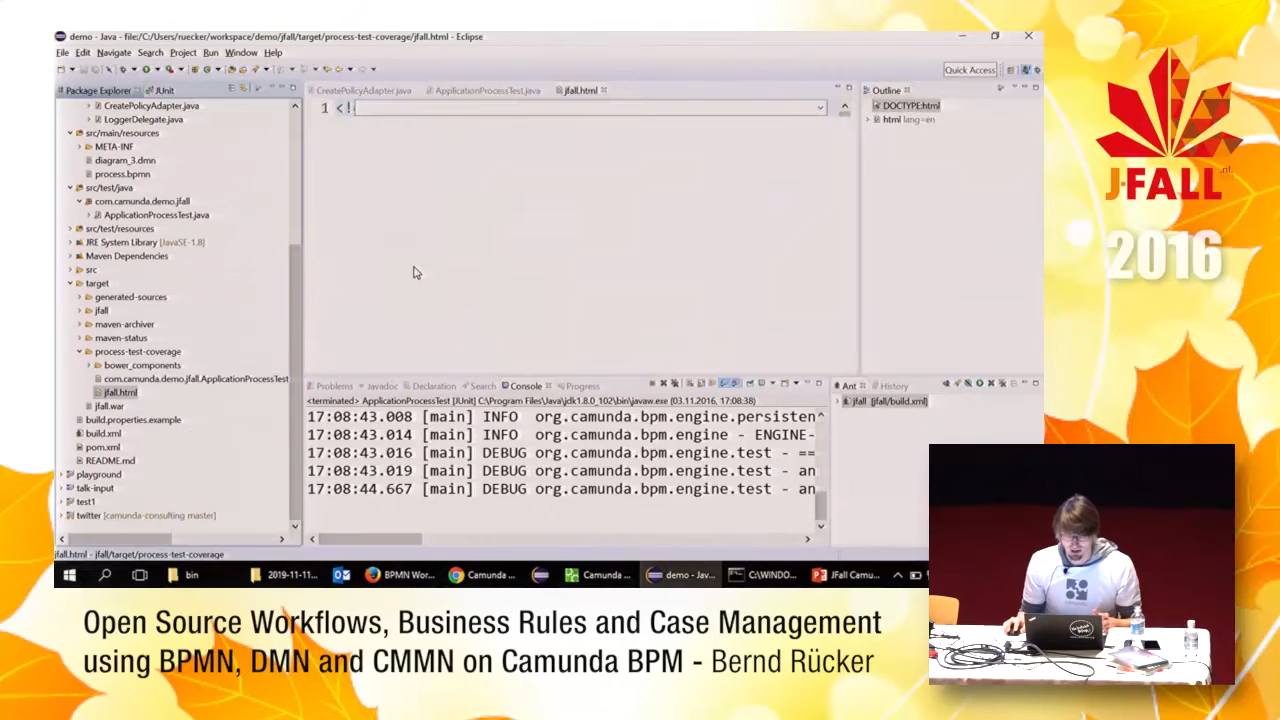 demo - Java - file:/C:/Users/ruecker/workspace/demo/jfall/target/process-test-coverage/jfall.html - Eclipse
File Edit Navigate Search Project Run Window Help
Quick Access
Package Explorer JUnit
CreatePolicyAdapter.java
LoggerDelegate.java
src/main/resources
META-INF
diagram_3.dmn
process.bpmn
src/test/java
com.camunda.demo.jfall
ApplicationProcessTest.java
src/test/resources
JRE System Library [JavaSE-1.8]
Maven Dependencies
src
target
generated-sources
jfall
maven-archiver
maven-status
process-test-coverage
bower_components
com.camunda.demo.jfall.ApplicationProcessTest
jfall.html
jfall.war
build.properties.example
build.xml
pom.xml
README.md
playground
talk-input
test1
twitter [camunda-consulting master]
jfall.html - jfall/target/process-test-coverage
CreatePolicyAdapter.java ApplicationProcessTest.java jfall.html
1 <!
Outline
DOCTYPE:html
html lang=en
Problems Javadoc Declaration Search Console Progress
<terminated> ApplicationProcessTest [JUnit] C:\Program Files\Java\jdk1.8.0_102\bin\javaw.exe (03.11.2016, 17:08:38)
17:08:43.008 [main] INFO org.camunda.bpm.engine.persisten
17:08:43.014 [main] INFO org.camunda.bpm.engine - ENGINE-
17:08:43.016 [main] DEBUG org.camunda.bpm.engine.test - ==
17:08:43.019 [main] DEBUG org.camunda.bpm.engine.test - an
17:08:44.667 [main] DEBUG org.camunda.bpm.engine.test - an
Ant History
jfall [jfall/build.xml]
bin 2019-11-11... BPMN Wor... Camunda ... Camunda ... demo - Jav... C:\WINDO... JFall Camu...
J-FALL.nl
2016
Open Source Workflows, Business Rules and Case Management
using BPMN, DMN and CMMN on Camunda BPM - Bernd Rücker